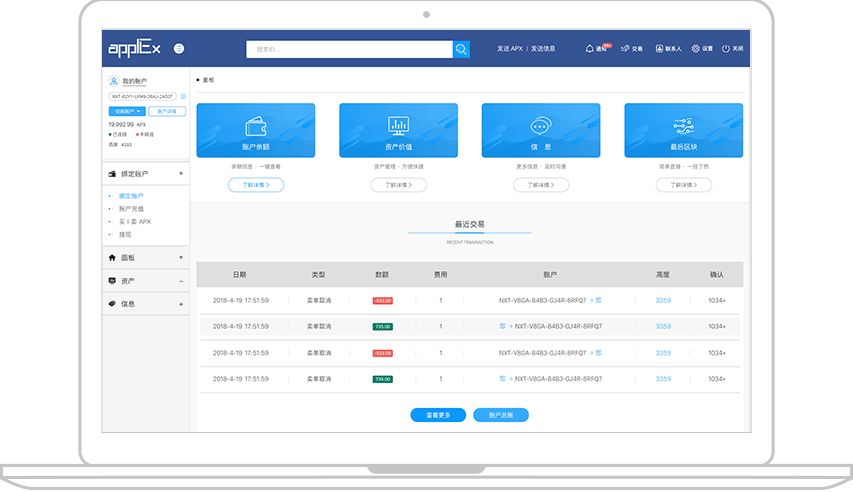 applEx
搜索ID...
发送 APX | 发送信息
通知
交易
联系人
设置
关闭
我的账户
切换账户
账户详情
19,992.99 APX
已连接
未锻造
高度 4393
绑定账户 +
绑定账户
账户充值
买 | 卖 APX
提现
面板 +
资产 −
信息 +
面板
账户余额
资产价值
信 息
最后区块
余额信息 · 一键查看
资产管理 · 方便快捷
更多信息 · 及时沟通
简单直接 · 一目了然
了解详情 >
了解详情 >
了解详情 >
了解详情 >
最近交易
RECENT TRANSACTION
日期 类型 数额 费用 账户 高度 确认
2018-4-19 17:51:59 卖单取消 -532.00 1 NXT-V8GA-84B3-GJ4R-8RFQ7 3359 1034+
2018-4-19 17:51:59 卖单取消 735.00 1 NXT-V8GA-84B3-GJ4R-8RFQ7 3359 1034+
2018-4-19 17:51:59 卖单取消 -532.00 1 NXT-V8GA-84B3-GJ4R-8RFQ7 3359 1034+
2018-4-19 17:51:59 卖单取消 735.00 1 NXT-V8GA-84B3-GJ4R-8RFQ7 3359 1034+
查看更多
账户总账